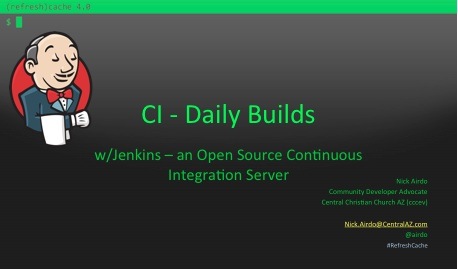 (refresh)cache 4.0
$
CI - Daily Builds
w/Jenkins – an Open Source Continuous
Integration Server
Nick Airdo
Community Developer Advocate
Central Christian Church AZ (cccev)
Nick.Airdo@CentralAZ.com
@airdo
#RefreshCache